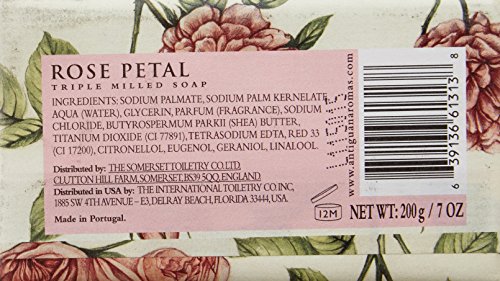 ROSE PETAL
TRIPLE MILLED SOAP
INGREDIENTS: SODIUM PALMATE, SODIUM PALM KERNELATE,
AQUA (WATER), GLYCERIN, PARFUM (FRAGRANCE), SODIUM
CHLORIDE, BUTYROSPERMUM PARKII (SHEA) BUTTER,
TITANIUM DIOXIDE (CI 77891), TETRASODIUM EDTA, RED 33
(CI 17200), CITRONELLOL, EUGENOL, GERANIOL, LINALOOL.
Distributed by: THE SOMERSET TOILETRY CO.LTD
CLUTTON HILL FARM,SOMERSET,BS39 5QQ, ENGLAND
Distributed in USA by: THE INTERNATIONAL TOILETRY CO.INC,
1885 SW 4TH AVENUE – E3,DELRAY BEACH, FLORIDA 33444, USA.
Made in Portugal.
12M
NET WT: 200g / 7 OZ
www.antiguanaromas.com
6 39136 61313 8